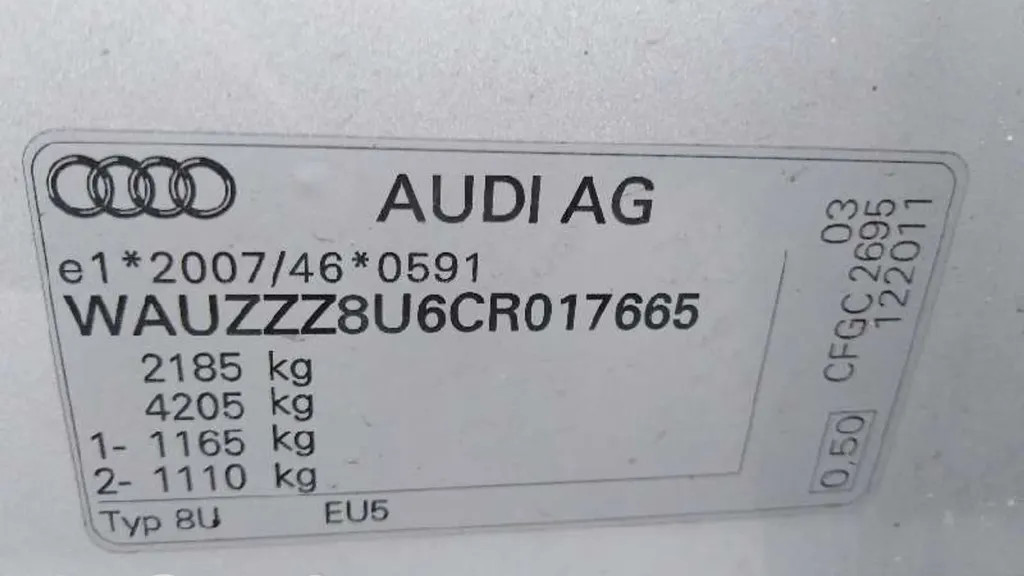 AUDI AG
e1*2007/46*0591
WAUZZZ8U6CR017665
2185 kg
4205 kg
1- 1165 kg
2- 1110 kg
Typ 8U EU5
03
CFGC 2695
122011
0,50